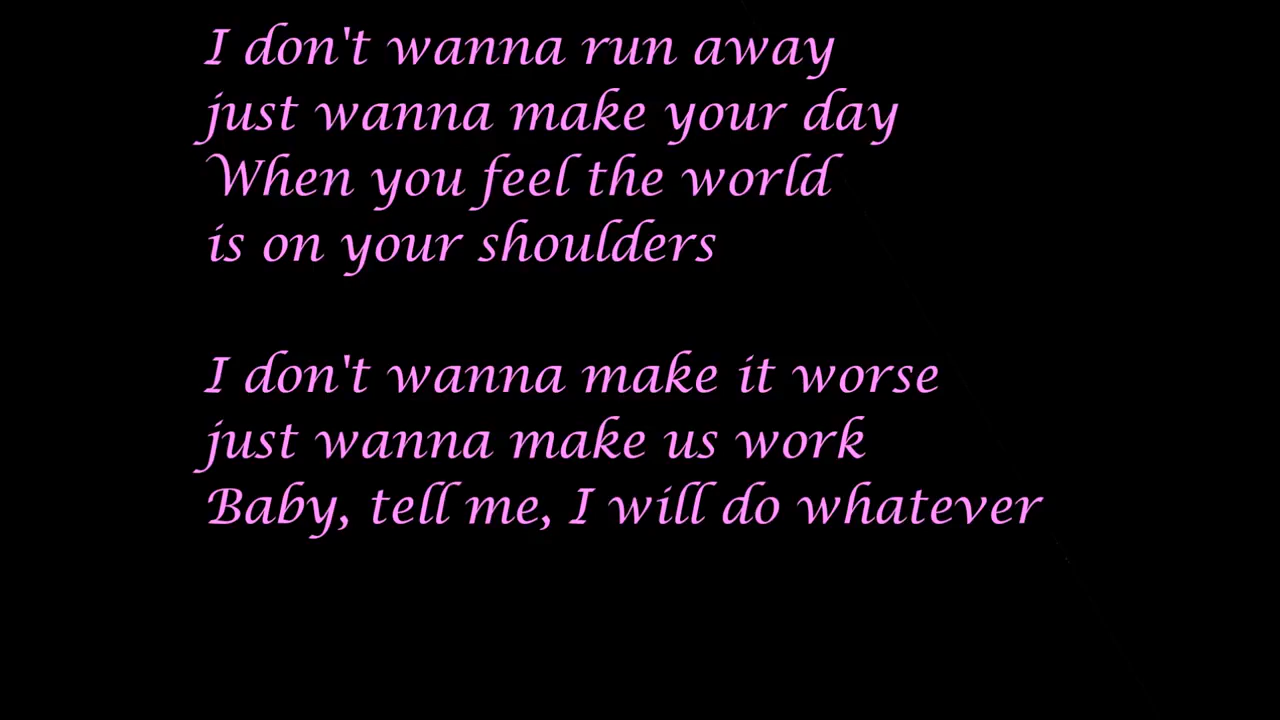 I don't wanna run away
just wanna make your day
When you feel the world
is on your shoulders
I don't wanna make it worse
just wanna make us work
Baby, tell me, I will do whatever